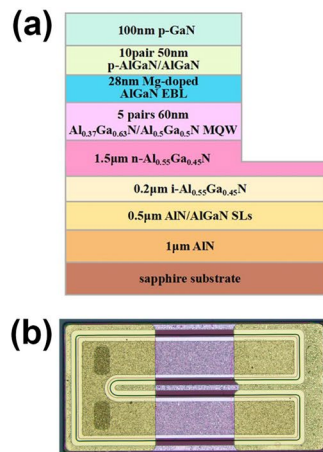 (a)
100nm p-GaN
10pair 50nm
p-AlGaN/AlGaN
28nm Mg-doped
AlGaN EBL
5 pairs 60nm
Al₀.₃₇Ga₀.₆₃N/Al₀.₅Ga₀.₅N MQW
1.5μm n-Al₀.₅₅Ga₀.₄₅N
0.2μm i-Al₀.₅₅Ga₀.₄₅N
0.5μm AlN/AlGaN SLs
1μm AlN
sapphire substrate
(b)